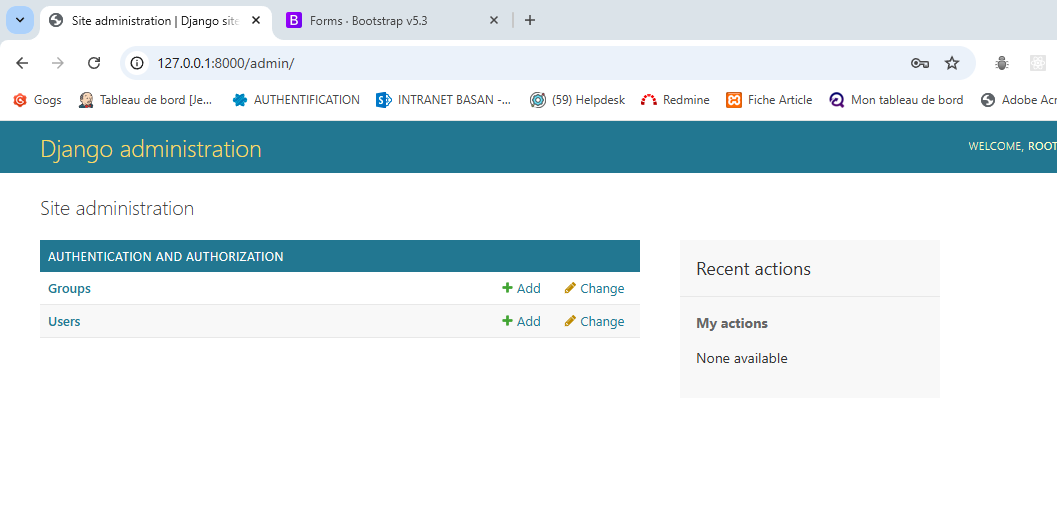 Site administration | Django site
Forms · Bootstrap v5.3
127.0.0.1:8000/admin/
Gogs
Tableau de bord [Je...
AUTHENTIFICATION
INTRANET BASAN -...
(59) Helpdesk
Redmine
Fiche Article
Mon tableau de bord
Adobe Acr
Django administration
WELCOME, ROOT
Site administration
AUTHENTICATION AND AUTHORIZATION
Groups
Add
Change
Users
Add
Change
Recent actions
My actions
None available